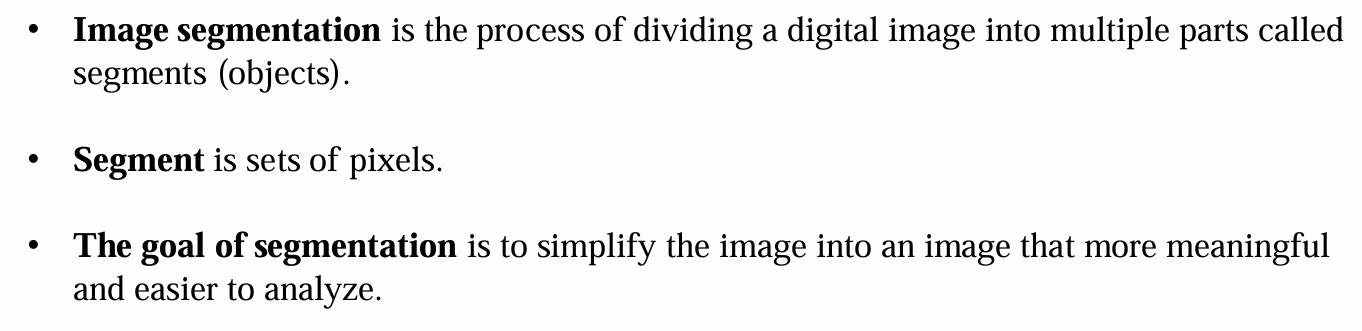 • Image segmentation is the process of dividing a digital image into multiple parts called
segments (objects).
• Segment is sets of pixels.
• The goal of segmentation is to simplify the image into an image that more meaningful
and easier to analyze.